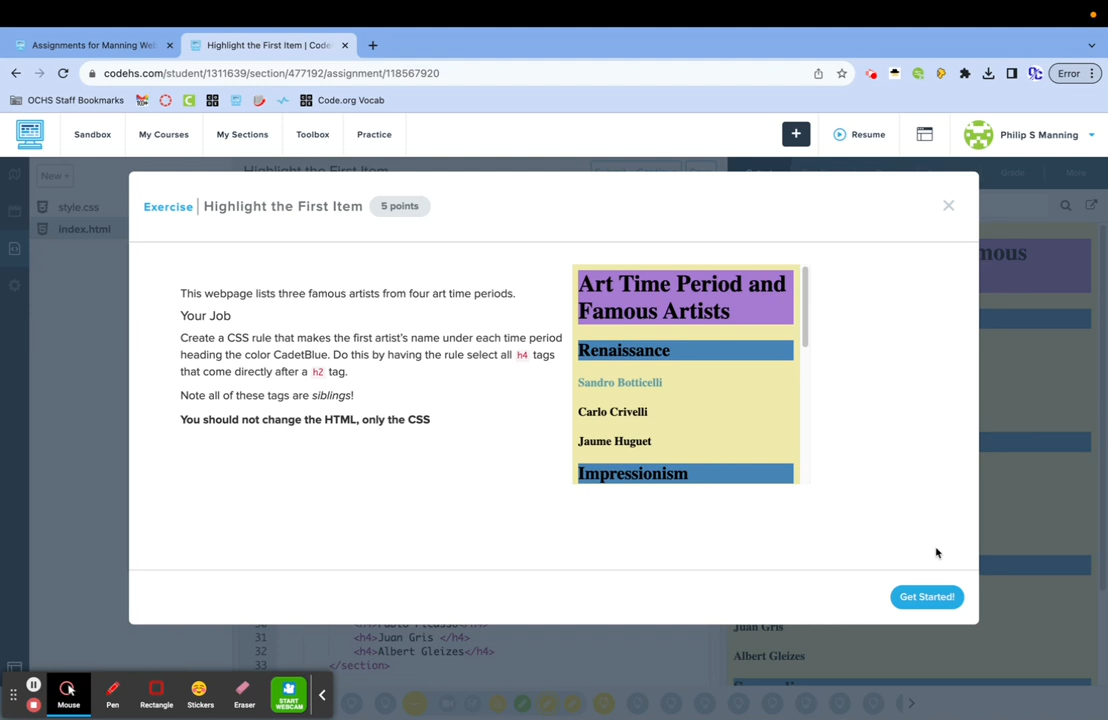 Assignments for Manning Web
Highlight the First Item | Code
codehs.com/student/1311639/section/477192/assignment/118567920
Error
OCHS Staff Bookmarks
Code.org Vocab
Sandbox
My Courses
My Sections
Toolbox
Practice
+
Resume
Philip S Manning
New +
Highlight the First Item
Grade
More
style.css
index.html
Exercise
Highlight the First Item
5 points
This webpage lists three famous artists from four art time periods.
Your Job
Create a CSS rule that makes the first artist's name under each time period
heading the color CadetBlue. Do this by having the rule select all h4 tags
that come directly after a h2 tag.
Note all of these tags are siblings!
You should not change the HTML, only the CSS
Art Time Period and
Famous Artists
Renaissance
Sandro Botticelli
Carlo Crivelli
Jaume Huguet
Impressionism
Get Started!
31
<h4>Juan Gris </h4>
32
<h4>Albert Gleizes</h4>
33
</section>
Juan Gris
Albert Gleizes
Mouse
Pen
Rectangle
Stickers
Eraser
START
WEBCAM